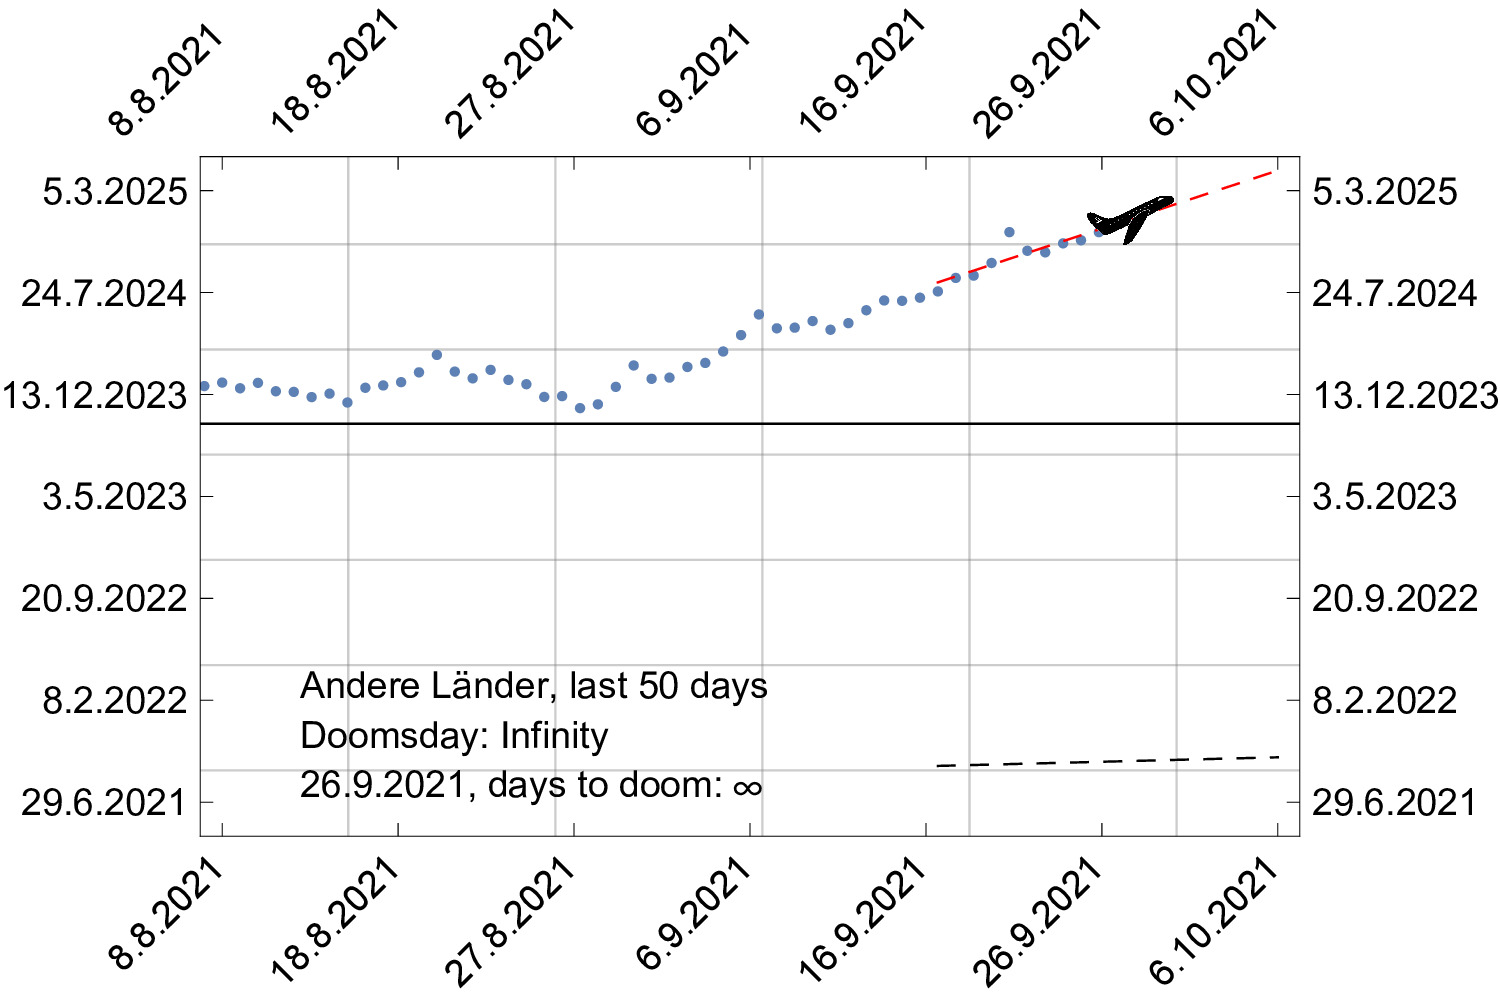 8.8.2021 18.8.2021 27.8.2021 6.9.2021 16.9.2021 26.9.2021 6.10.2021
5.3.2025 5.3.2025
24.7.2024 24.7.2024
13.12.2023 13.12.2023
3.5.2023 3.5.2023
20.9.2022 20.9.2022
Andere Länder, last 50 days
8.2.2022 8.2.2022
Doomsday: Infinity
26.9.2021, days to doom: ∞
29.6.2021 29.6.2021
8.8.2021 18.8.2021 27.8.2021 6.9.2021 16.9.2021 26.9.2021 6.10.2021